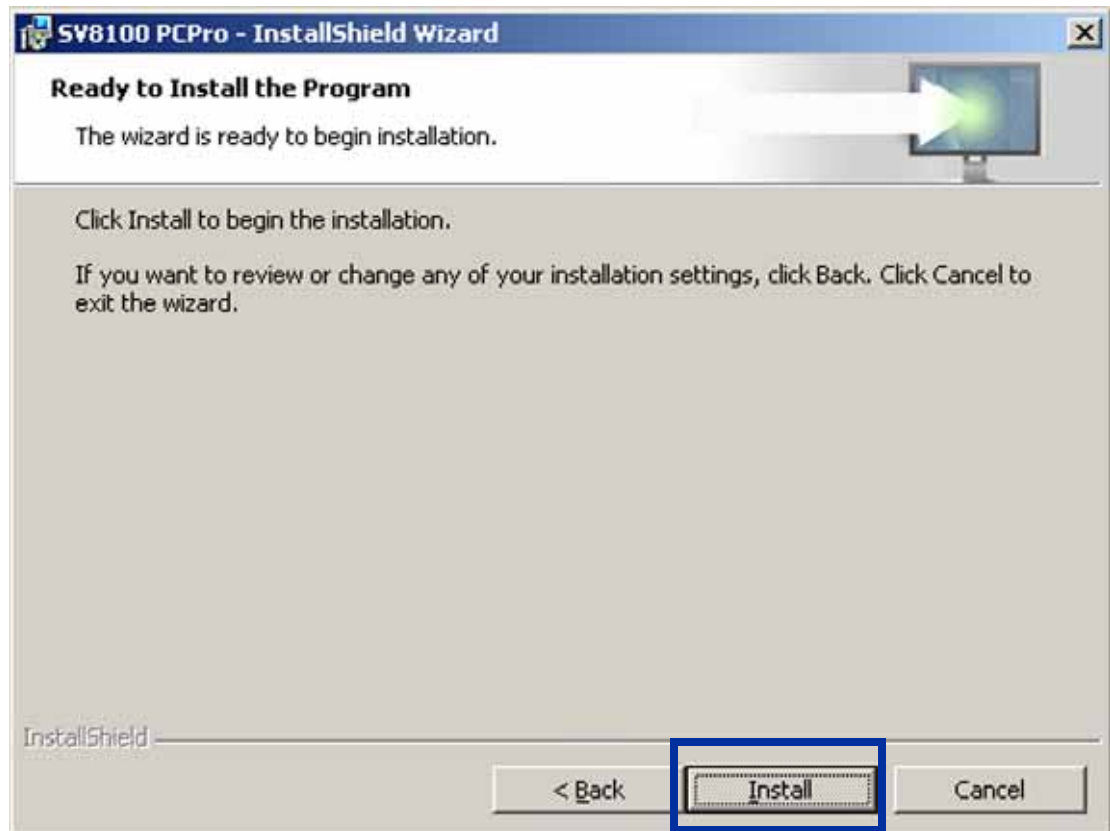 SV8100 PCPro - InstallShield Wizard
Ready to Install the Program
The wizard is ready to begin installation.
Click Install to begin the installation.
If you want to review or change any of your installation settings, click Back. Click Cancel to
exit the wizard.
InstallShield
< Back
Install
Cancel